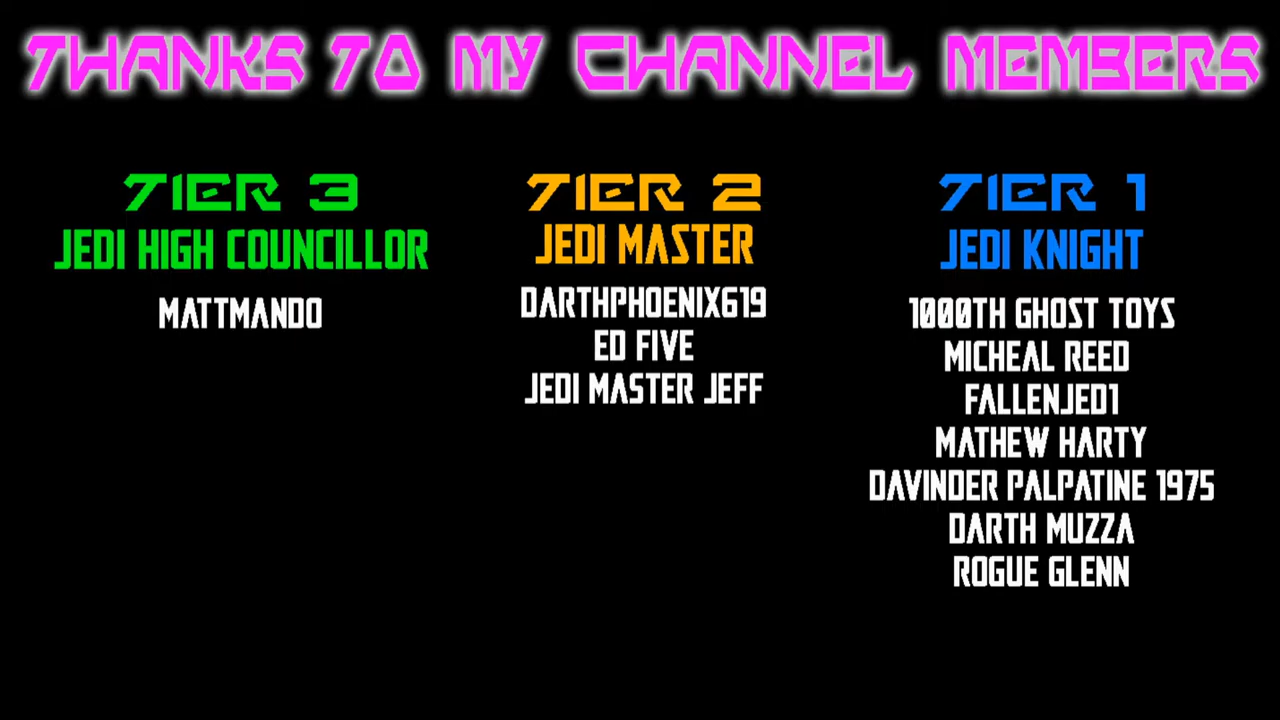 THANKS TO MY CHANNEL MEMBERS
TIER 3
JEDI HIGH COUNCILLOR
MATTMANDO
TIER 2
JEDI MASTER
DARTHPHOENIX619
ED FIVE
JEDI MASTER JEFF
TIER 1
JEDI KNIGHT
1000TH GHOST TOYS
MICHEAL REED
FALLENJED1
MATHEW HARTY
DAVINDER PALPATINE 1975
DARTH MUZZA
ROGUE GLENN